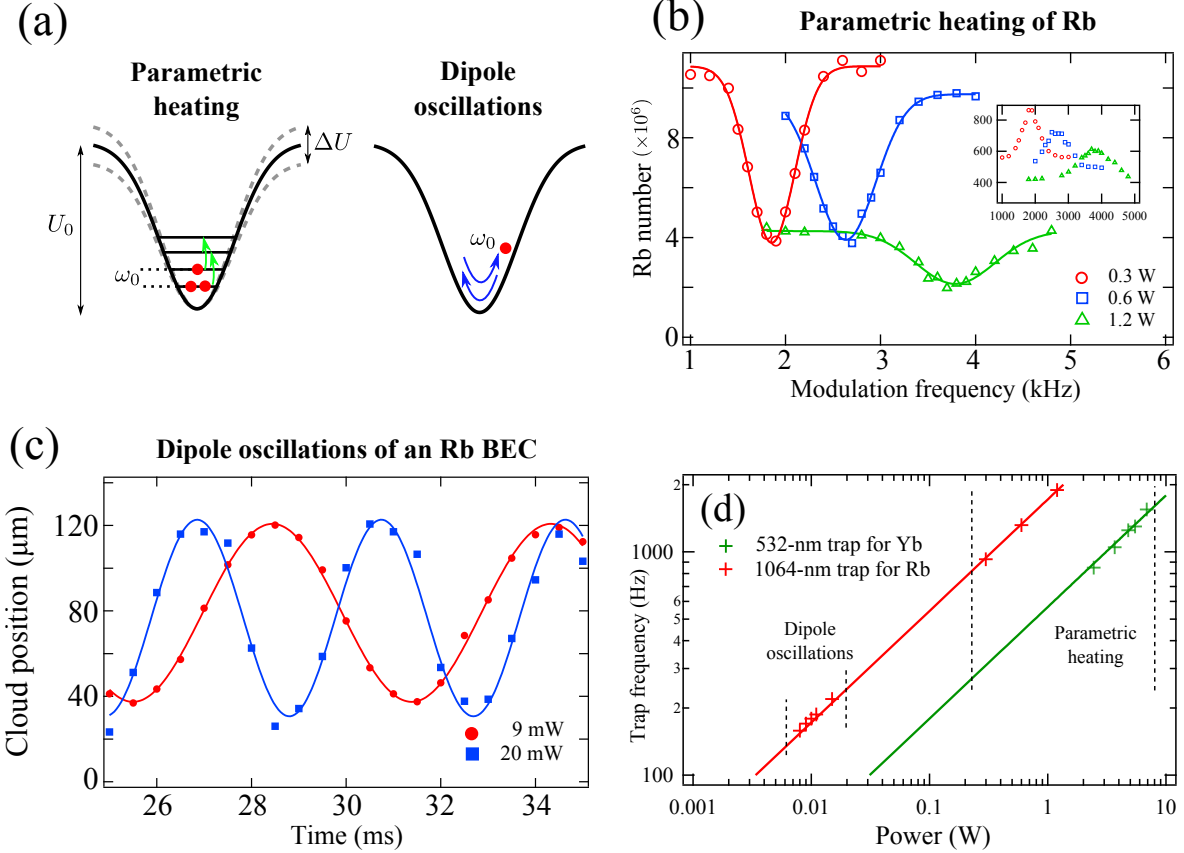 (a)
Parametric
heating
Dipole
oscillations
ΔU
U₀
ω₀
ω₀
(b)
Parametric heating of Rb
Rb number (×10⁶)
8
4
0
1
2
3
4
5
6
Modulation frequency (kHz)
800
600
400
1000
2000
3000
4000
5000
0.3 W
0.6 W
1.2 W
(c)
Dipole oscillations of an Rb BEC
Cloud position (μm)
120
80
40
0
26
28
30
32
34
Time (ms)
9 mW
20 mW
(d)
Trap frequency (Hz)
2
1000
8
6
5
4
3
2
100
532-nm trap for Yb
1064-nm trap for Rb
Dipole
oscillations
Parametric
heating
0.001
0.01
0.1
1
10
Power (W)